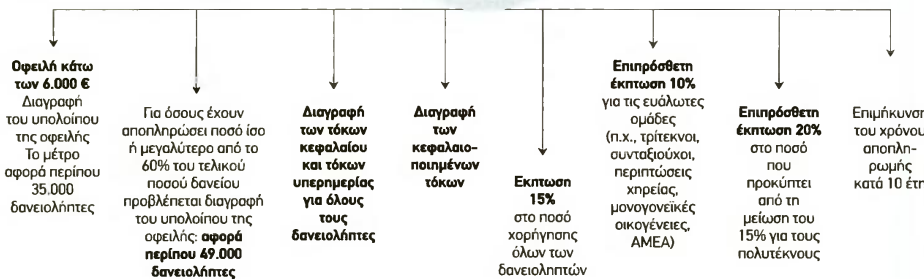 Οφειλή κάτω
των 6.000 €
Διαγραφή
του υπολοίπου
της οφειλής
Το μέτρο
αφορά περίπου
35.000
δανειολήπτες
Για όσους έχουν
αποπληρώσει ποσό ίσο
ή μεγαλύτερο από το
60% του τελικού
ποσού δανείου
προβλέπεται διαγραφή
του υπολοίπου της
οφειλής: αφορά
περίπου 49.000
δανειολήπτες
Διαγραφή
των τόκων
κεφαλαίου
και τόκων
υπερημερίας
για όλους
τους
δανειολήπτες
Διαγραφή
των
κεφαλαιο-
ποιημένων
τόκων
Εκπτωση
15%
στο ποσό
χορήγησης
όλων των
δανειοληπτών
Επιπρόσθετη
έκπτωση 10%
για τις ευάλωτες
ομάδες
(π.χ., τρίτεκνοι,
συνταξιούχοι,
περιπτώσεις
χηρείας,
μονογονεϊκές
οικογένειες,
ΑΜΕΑ)
Επιπρόσθετη
έκπτωση 20%
στο ποσό
που
προκύπτει
από τη
μείωση του
15% για τους
πολυτέκνους
Επιμήκυνση
του χρόνου
αποπλη-
ρωμής
κατά 10 έτη